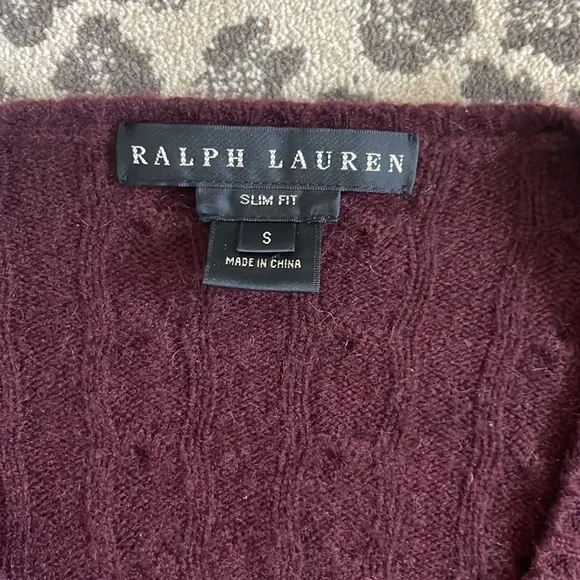 RALPH LAUREN
SLIM FIT
S
MADE IN CHINA